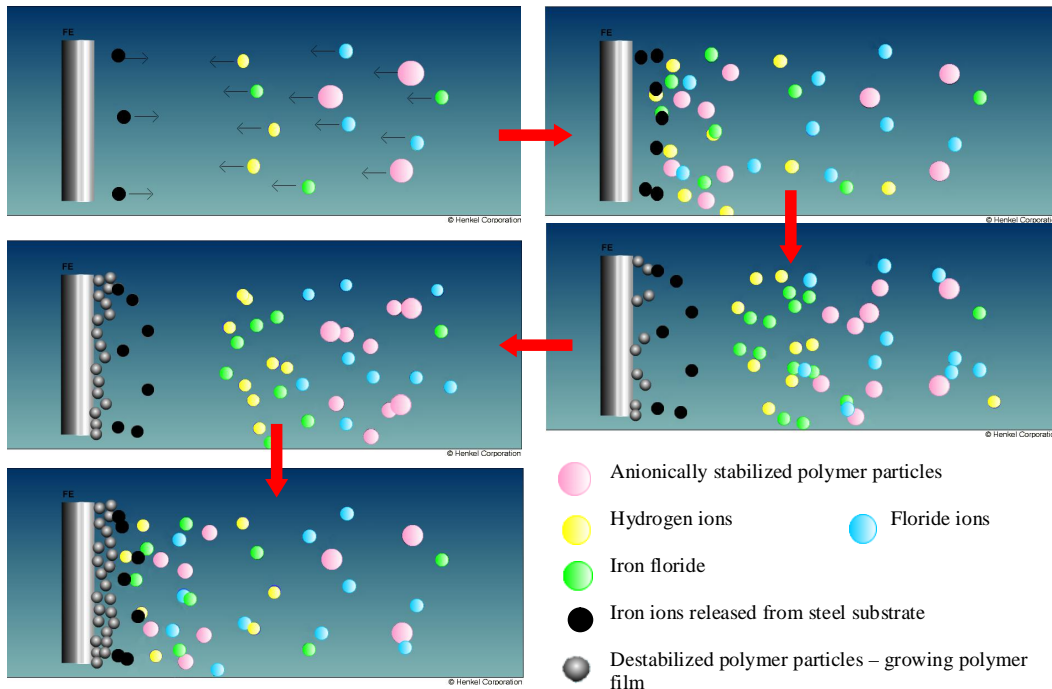 FE
FE
© Henkel Corporation
© Henkel Corporation
FE
FE
© Henkel Corporation
© Henkel Corporation
FE
Anionically stabilized polymer particles
Hydrogen ions
Floride ions
Iron floride
Iron ions released from steel substrate
Destabilized polymer particles – growing polymer
film
© Henkel Corporation